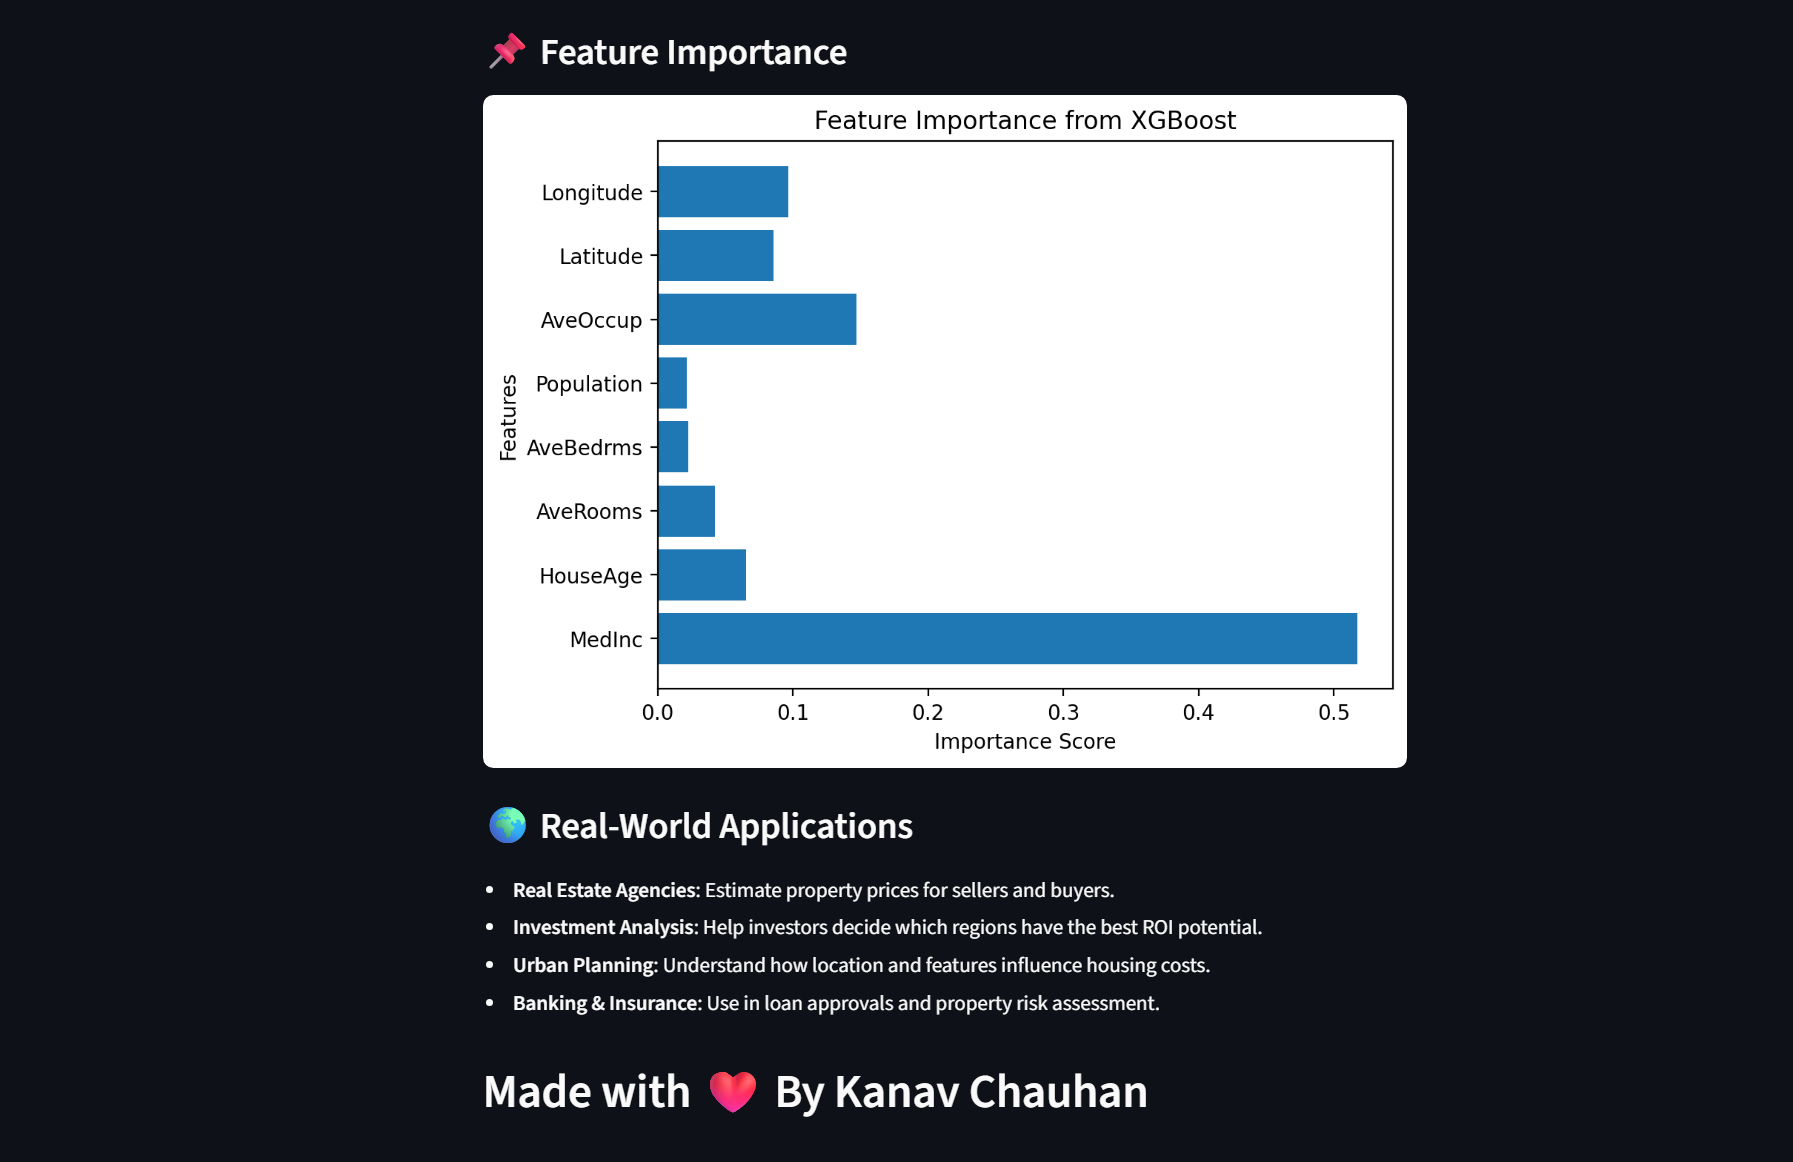 📌 Feature Importance
Feature Importance from XGBoost
Features
Longitude
Latitude
AveOccup
Population
AveBedrms
AveRooms
HouseAge
MedInc
0.0 0.1 0.2 0.3 0.4 0.5
Importance Score
🌍 Real-World Applications
• Real Estate Agencies: Estimate property prices for sellers and buyers.
• Investment Analysis: Help investors decide which regions have the best ROI potential.
• Urban Planning: Understand how location and features influence housing costs.
• Banking & Insurance: Use in loan approvals and property risk assessment.
Made with ❤️ By Kanav Chauhan